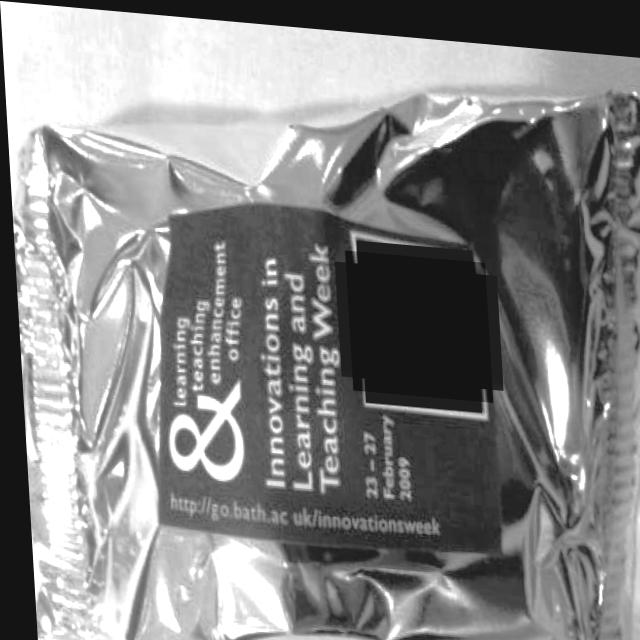 learning
teaching
enhancement
office
&
Innovations in
Learning and
Teaching Week
23 – 27
February
2009
http://go.bath.ac uk/innovationsweek